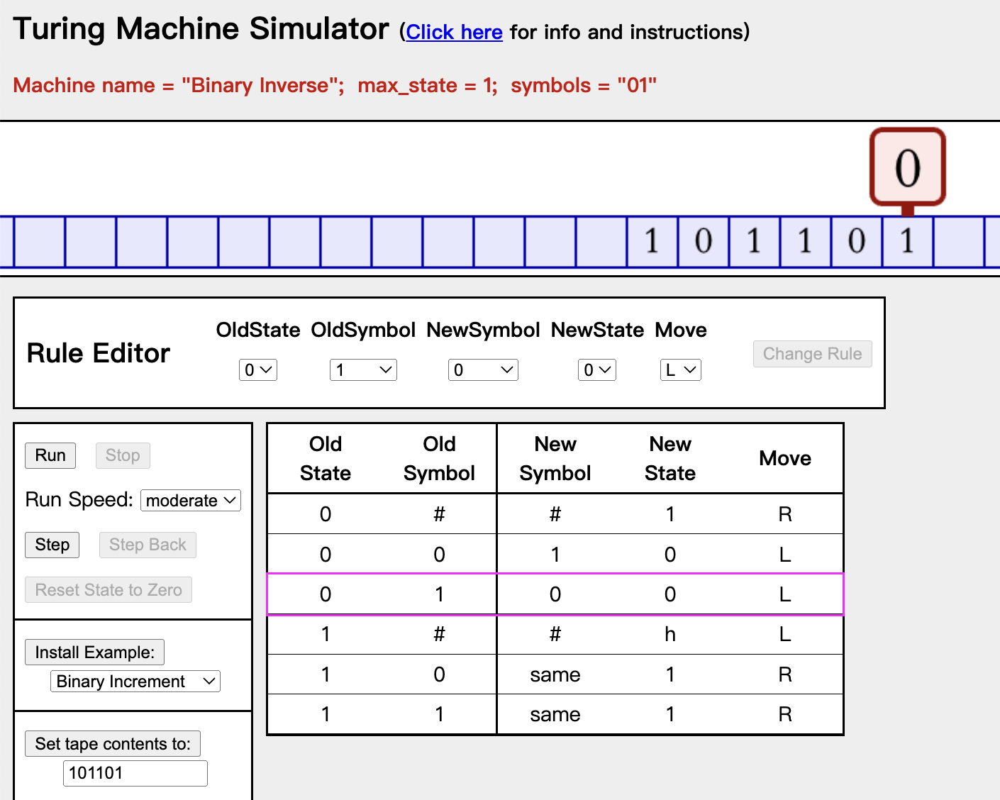 Turing Machine Simulator (Click here for info and instructions)
Machine name = "Binary Inverse"; max_state = 1; symbols = "01"
0
1 0 1 1 0 1
Rule Editor
OldState OldSymbol NewSymbol NewState Move
0 1 0 0 L
Change Rule
Run Stop
Run Speed: moderate
Step Step Back
Reset State to Zero
Install Example:
Binary Increment
Set tape contents to:
101101
Old State Old Symbol New Symbol New State Move
0 # # 1 R
0 0 1 0 L
0 1 0 0 L
1 # # h L
1 0 same 1 R
1 1 same 1 R